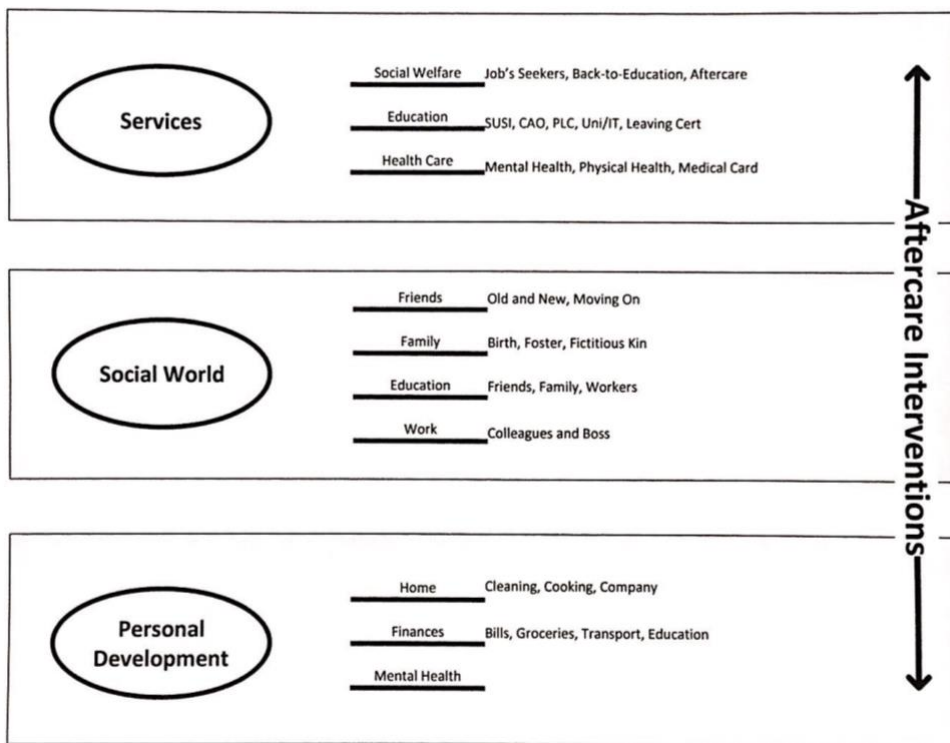 Services
Social Welfare Job's Seekers, Back-to-Education, Aftercare
Education SUSI, CAO, PLC, Uni/IT, Leaving Cert
Health Care Mental Health, Physical Health, Medical Card
Social World
Friends Old and New, Moving On
Family Birth, Foster, Fictitious Kin
Education Friends, Family, Workers
Work Colleagues and Boss
Personal
Development
Home Cleaning, Cooking, Company
Finances Bills, Groceries, Transport, Education
Mental Health
Aftercare Interventions